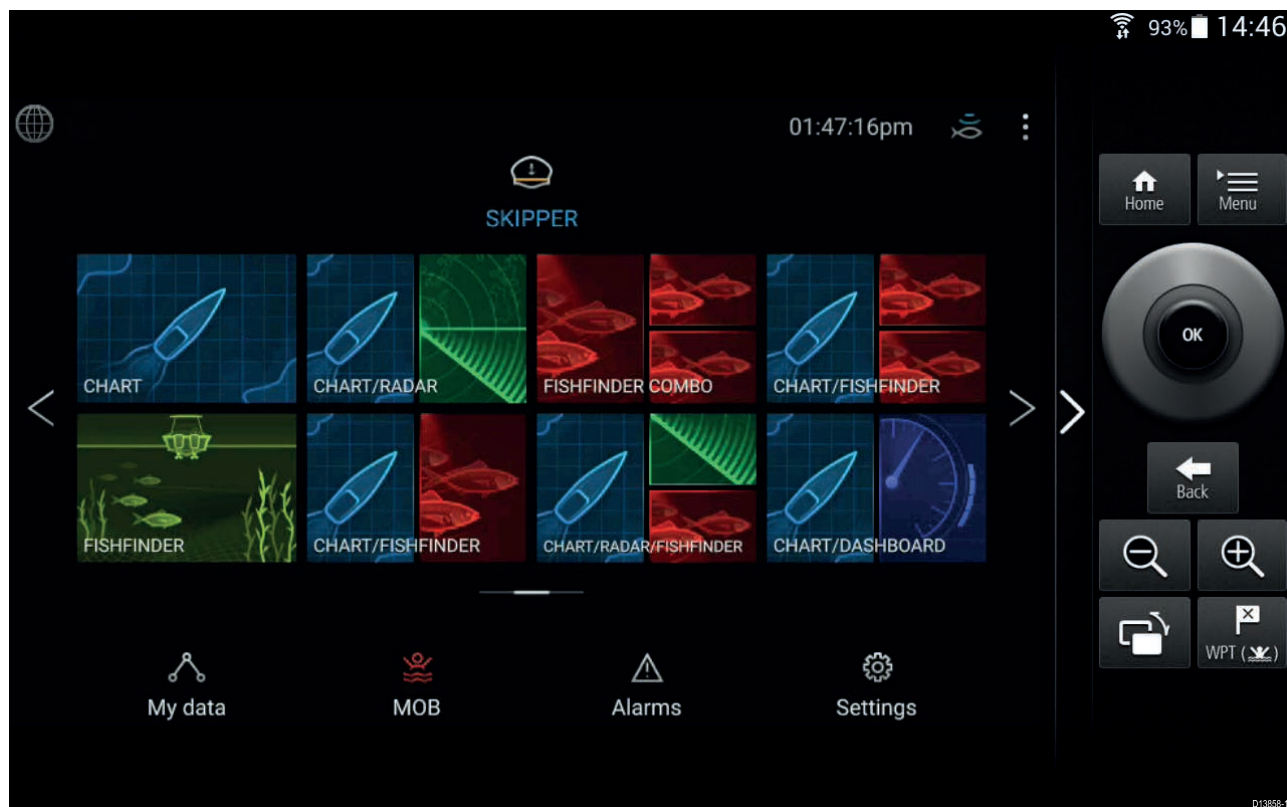 93% 14:46
01:47:16pm
SKIPPER
CHART
CHART/RADAR
FISHFINDER COMBO
CHART/FISHFINDER
FISHFINDER
CHART/FISHFINDER
CHART/RADAR/FISHFINDER
CHART/DASHBOARD
My data
MOB
Alarms
Settings
Home
Menu
OK
Back
WPT ( )